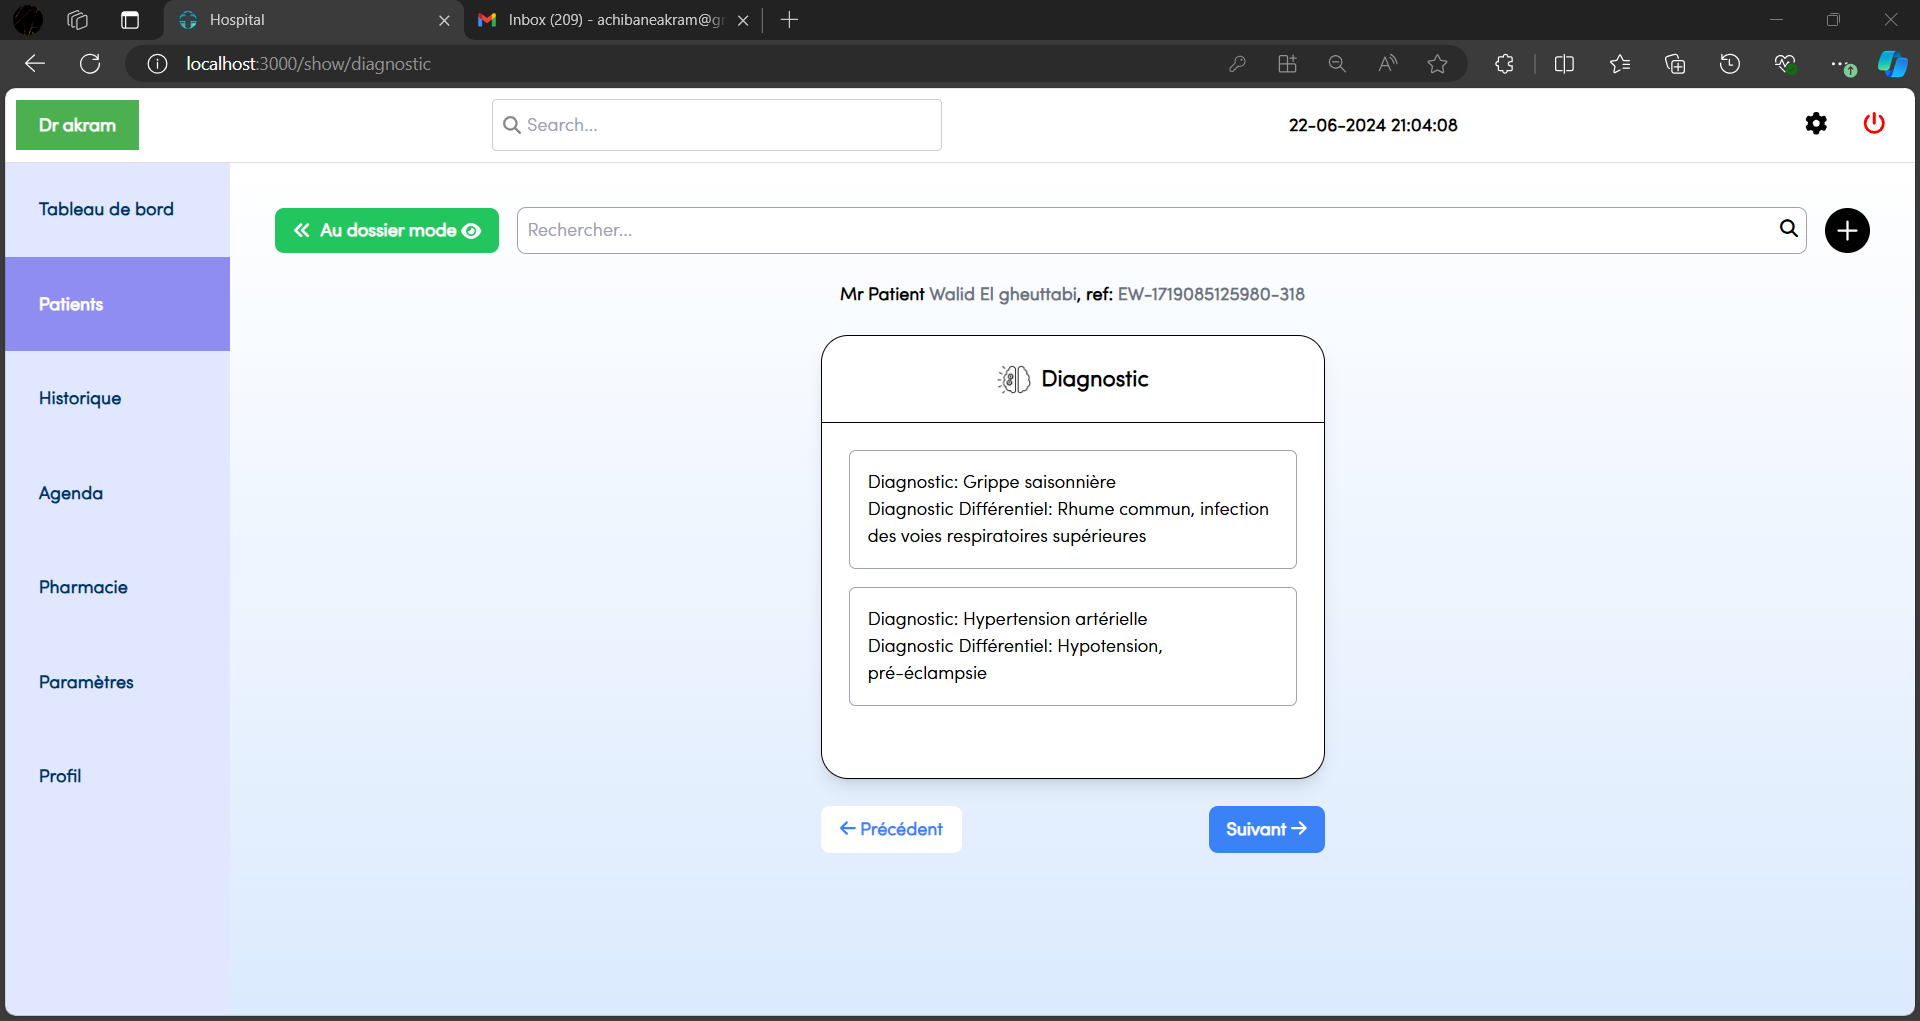 Hospital
Inbox (209) - achibaneakram@g
localhost:3000/show/diagnostic
Dr akram
Search...
22-06-2024 21:04:08
Tableau de bord
Patients
Historique
Agenda
Pharmacie
Paramètres
Profil
Au dossier mode
Rechercher...
Mr Patient Walid El gheuttabi, ref: EW-1719085125980-318
Diagnostic
Diagnostic: Grippe saisonnière
Diagnostic Différentiel: Rhume commun, infection
des voies respiratoires supérieures
Diagnostic: Hypertension artérielle
Diagnostic Différentiel: Hypotension,
pré-éclampsie
Précédent
Suivant